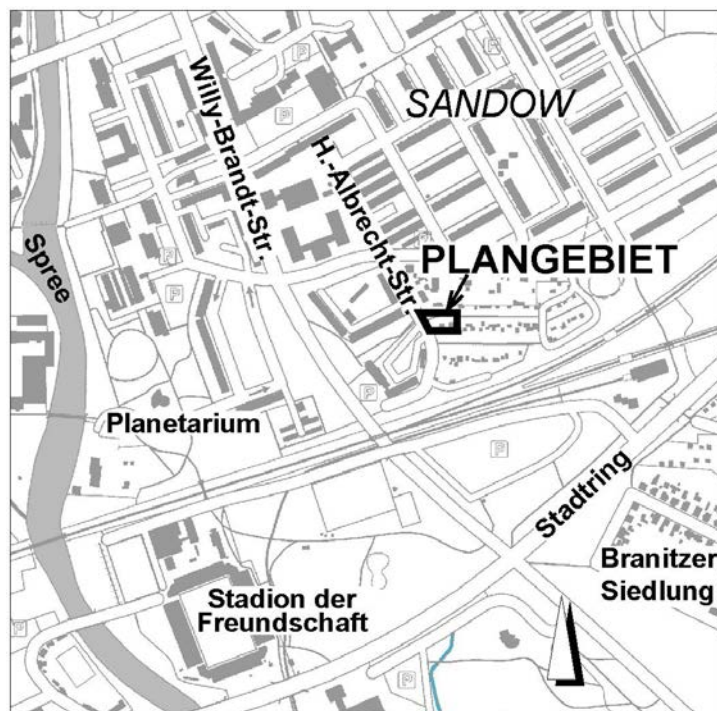 SANDOW
Willy-Brandt-Str.
H.-Albrecht-Str.
Spree
PLANGEBIET
Planetarium
Stadtring
Branitzer
Siedlung
Stadion der
Freundschaft
P
P
P
P
P
P
P
P
P